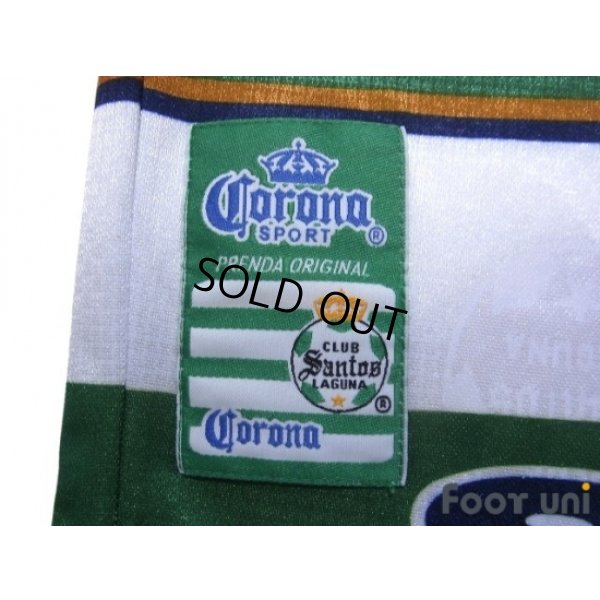 Corona
SPORT ®
PRENDA ORIGINAL
SOLD OUT
CLUB
Santos
LAGUNA
®
Corona
FOOT UNI